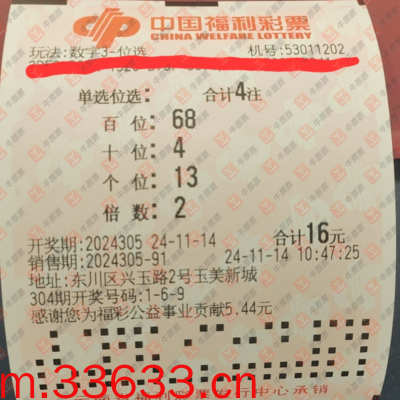 中国福利彩票
CHINA WELFARE LOTTERY
玩法:数字3-位选 机号:53011202
单选位选: 合计4注
百位: 68
十位: 4
个位: 13
倍数: 2
开奖期:2024305 24-11-14 合计16元
销售期:2024305-91 24-11-14 10:47:25
地址:东川区兴玉路2号玉美新城
304期开奖号码:1-6-9
感谢您为福彩公益事业贡献5.44元
m.33633.cn
中心承销